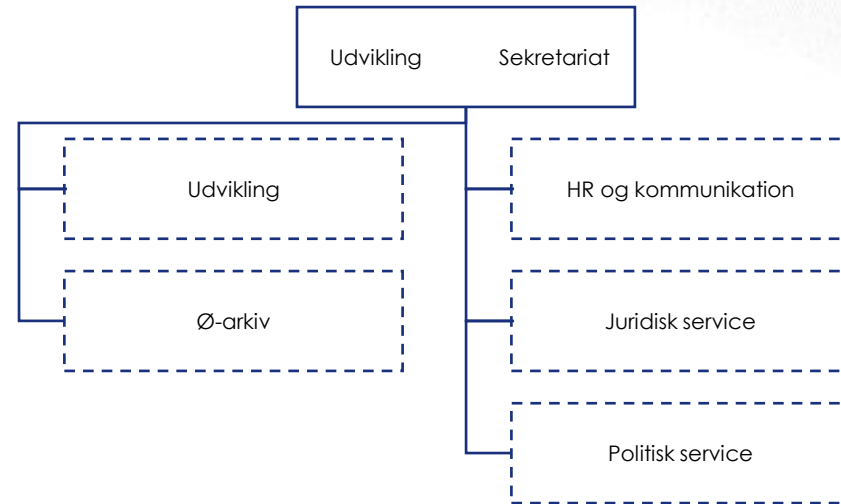 Udvikling Sekretariat
Udvikling
HR og kommunikation
Ø-arkiv
Juridisk service
Politisk service